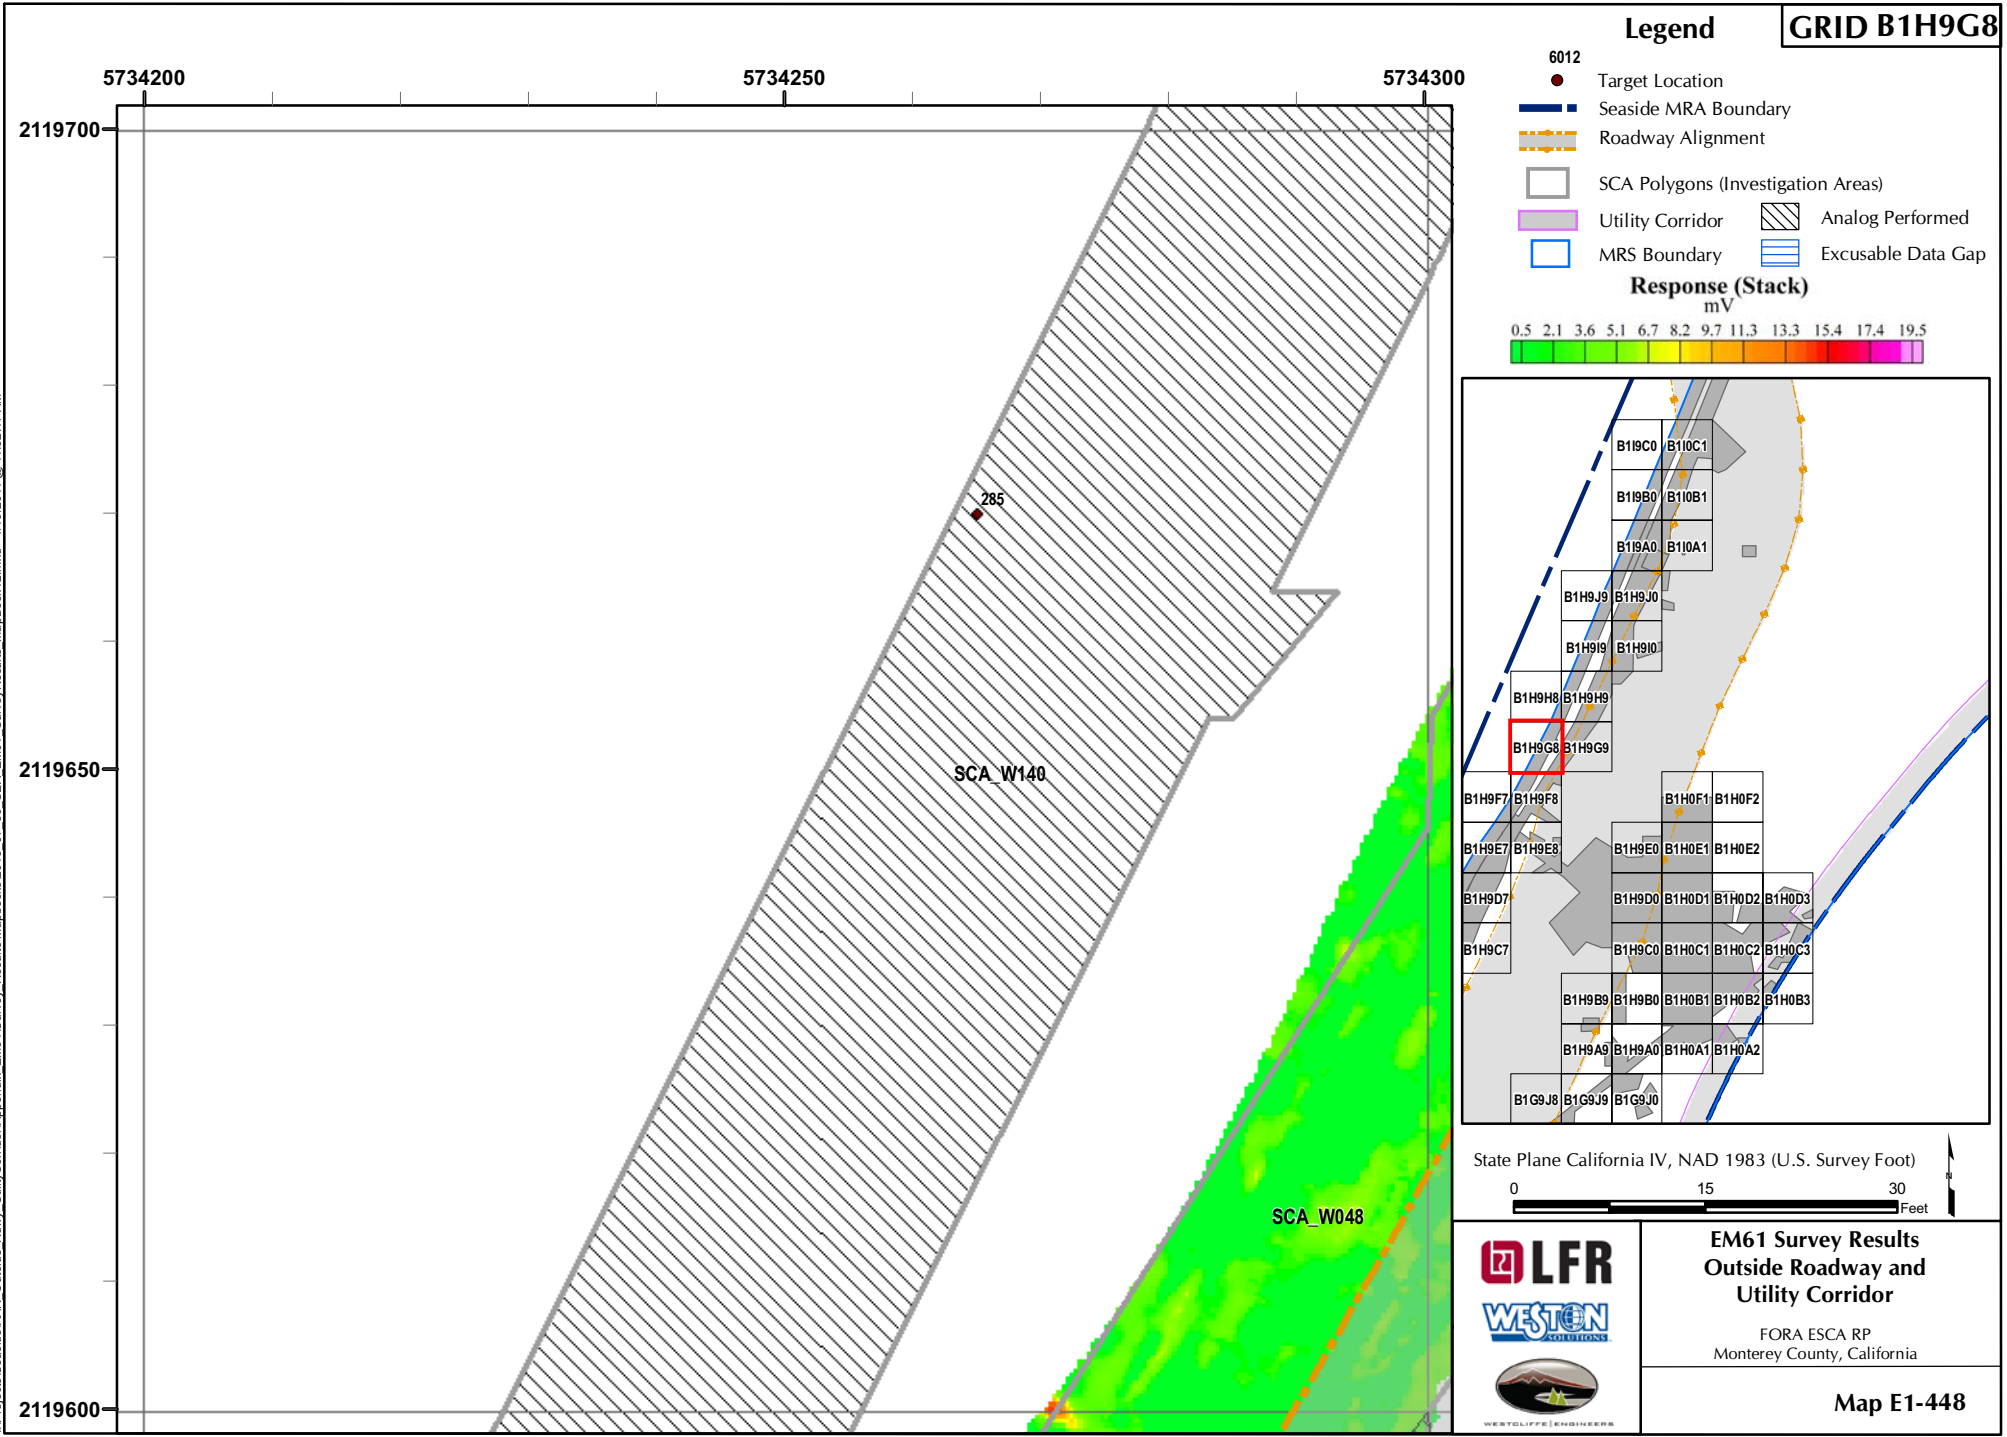 GRID B1H9G8
Legend
6012
Target Location
Seaside MRA Boundary
Roadway Alignment
SCA Polygons (Investigation Areas)
Utility Corridor
Analog Performed
MRS Boundary
Excusable Data Gap
Response (Stack)
mV
0.5 2.1 3.6 5.1 6.7 8.2 9.7 11.3 13.3 15.4 17.4 19.5
5734200 5734250 5734300
2119700
2119650
2119600
285
SCA_W140
SCA_W048
B1I9C0 B1I0C1
B1I9B0 B1I0B1
B1I9A0 B1I0A1
B1H9J9 B1H9J0
B1H9I9 B1H9I0
B1H9H8 B1H9H9
B1H9G8 B1H9G9
B1H9F7 B1H9F8 B1H0F1 B1H0F2
B1H9E7 B1H9E8 B1H9E0 B1H0E1 B1H0E2
B1H9D7 B1H9D0 B1H0D1 B1H0D2 B1H0D3
B1H9C7 B1H9C0 B1H0C1 B1H0C2 B1H0C3
B1H9B9 B1H9B0 B1H0B1 B1H0B2 B1H0B3
B1H9A9 B1H9A0 B1H0A1 B1H0A2
B1G9J8 B1G9J9 B1G9J0
State Plane California IV, NAD 1983 (U.S. Survey Foot)
N
0 15 30
Feet
LFR
WESTON
SOLUTIONS
WESTCLIFFE ENGINEERS
EM61 Survey Results
Outside Roadway and
Utility Corridor
FORA ESCA RP
Monterey County, California
Map E1-448